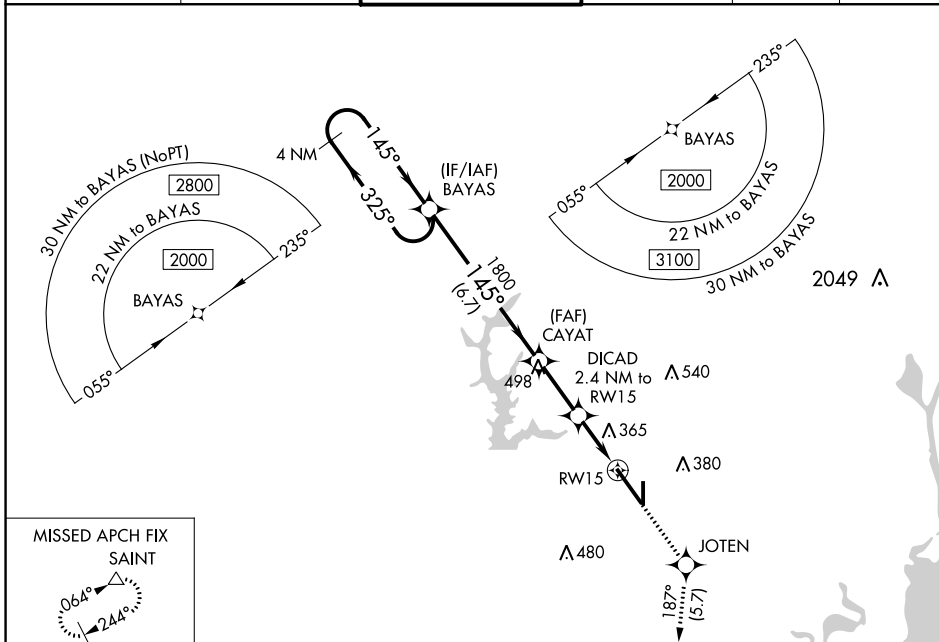 30 NM to BAYAS (NoPT)
2800
22 NM to BAYAS
2000
BAYAS
235°
055°
4 NM
145°
325°
(IF/IAF)
BAYAS
235°
BAYAS
2000
055°
22 NM to BAYAS
3100
30 NM to BAYAS
2049
1800
145°
(6.7)
(FAF)
CAYAT
498
DICAD
2.4 NM to
RW15
540
365
RW15
380
480
JOTEN
187°
(5.7)
MISSED APCH FIX
SAINT
064°
244°